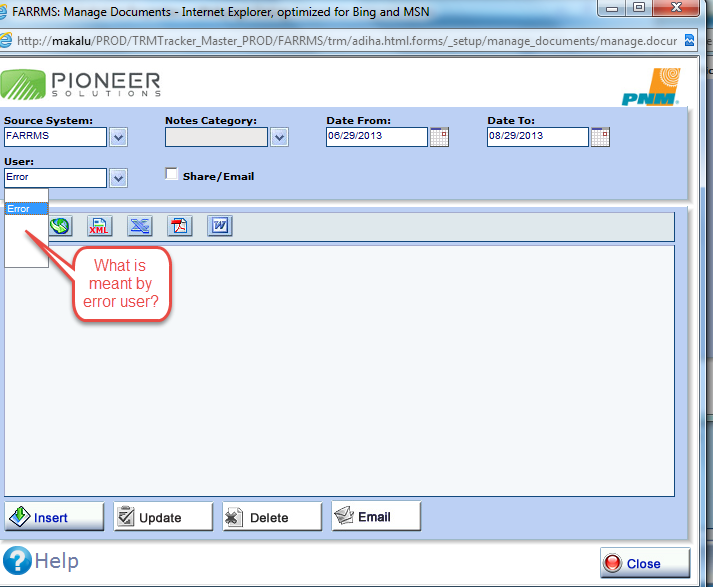 FARRMS: Manage Documents - Internet Explorer, optimized for Bing and MSN
http://makalu/PROD/TRMTracker_Master_PROD/FARRMS/trm/adiha.html.forms/_setup/manage_documents/manage.docur
PIONEER
SOLUTIONS
PNM
Source System: Notes Category: Date From: Date To:
FARRMS 06/29/2013 08/29/2013
User:
Error Share/Email
Error
XML
What is
meant by
error user?
Insert Update Delete Email
? Help Close